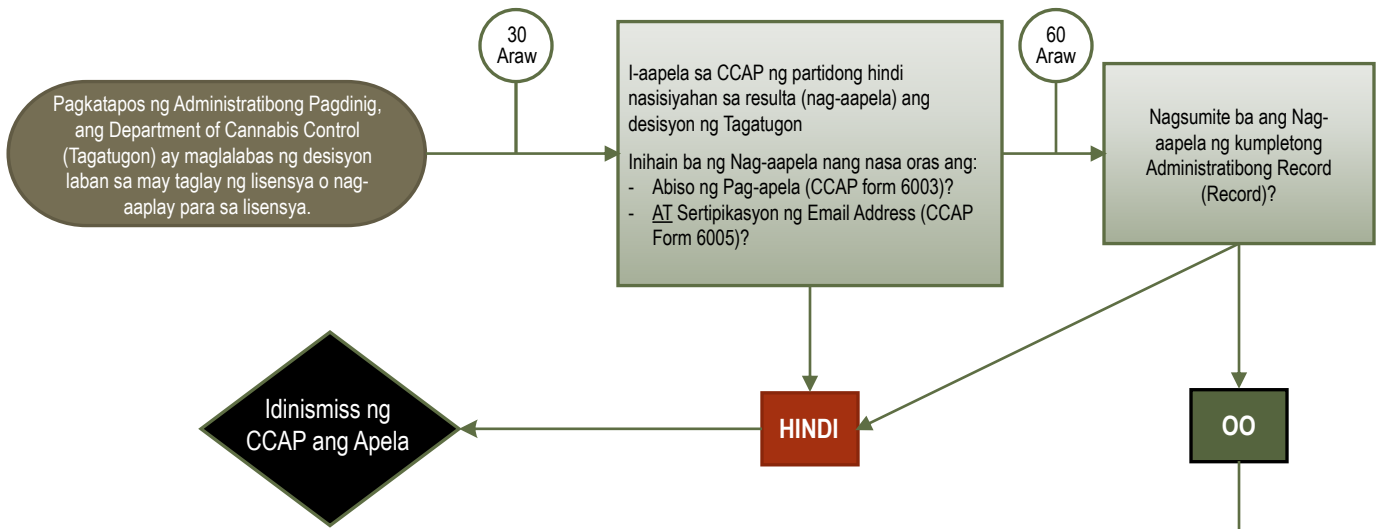 Pagkatapos ng Administratibong Pagdinig,
ang Department of Cannabis Control
(Tagatugon) ay maglalabas ng desisyon
laban sa may taglay ng lisensya o nag-
aaplay para sa lisensya.
30
Araw
I-aapela sa CCAP ng partidong hindi
nasisiyahan sa resulta (nag-aapela) ang
desisyon ng Tagatugon
Inihain ba ng Nag-aapela nang nasa oras ang:
- Abiso ng Pag-apela (CCAP form 6003)?
- AT Sertipikasyon ng Email Address (CCAP
Form 6005)?
60
Araw
Nagsumite ba ang Nag-
aapela ng kumpletong
Administratibong Record
(Record)?
Idinismiss ng
CCAP ang Apela
HINDI
OO